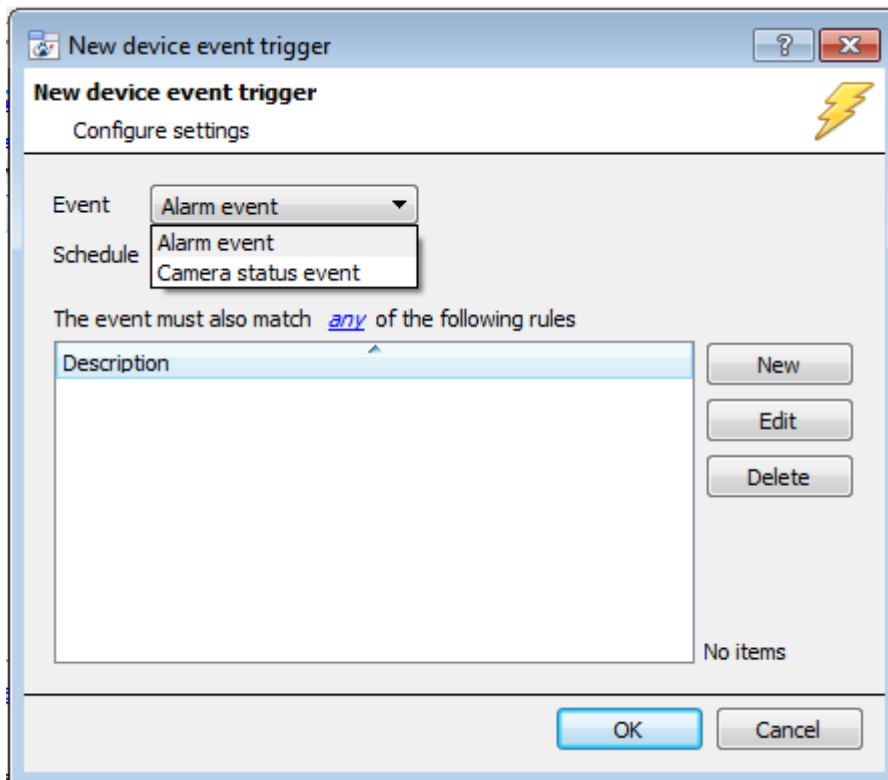 New device event trigger
New device event trigger
Configure settings
Event Alarm event
Alarm event
Schedule
Camera status event
The event must also match any of the following rules
Description
New
Edit
Delete
No items
OK Cancel